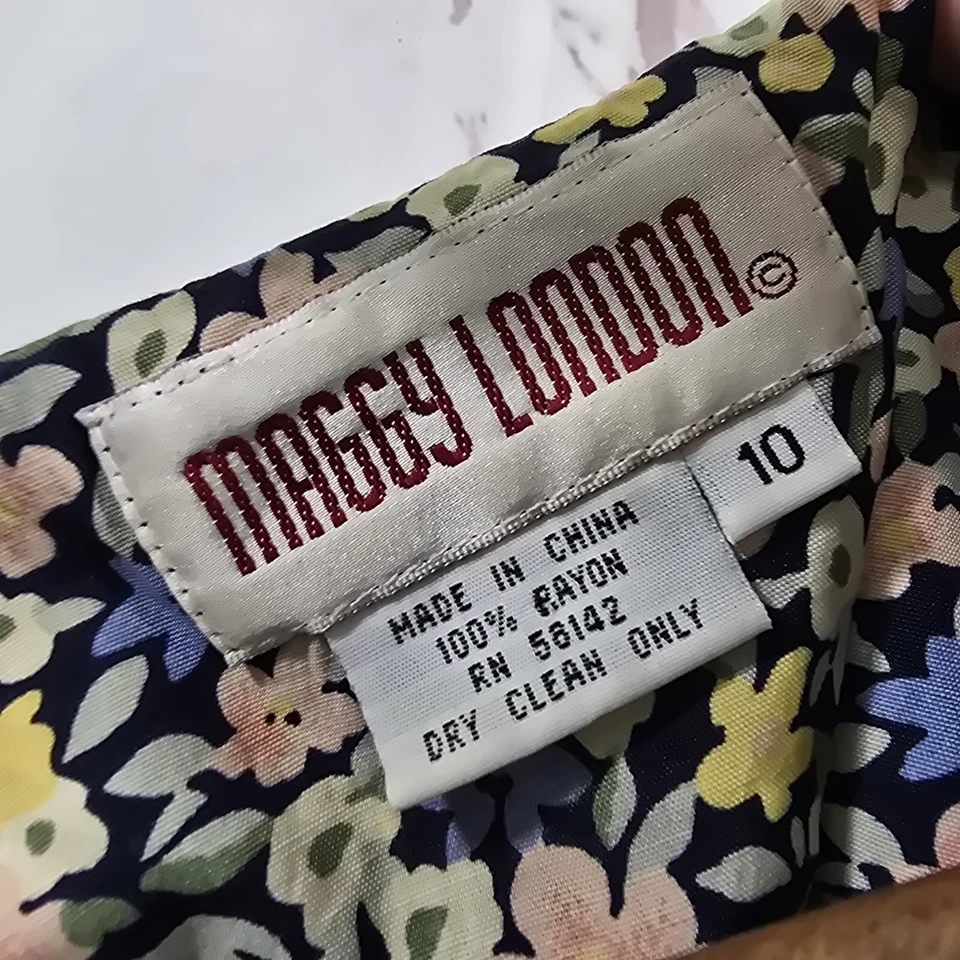 MAGGY LONDON ©
10
MADE IN CHINA
100% RAYON
RN 56142
DRY CLEAN ONLY